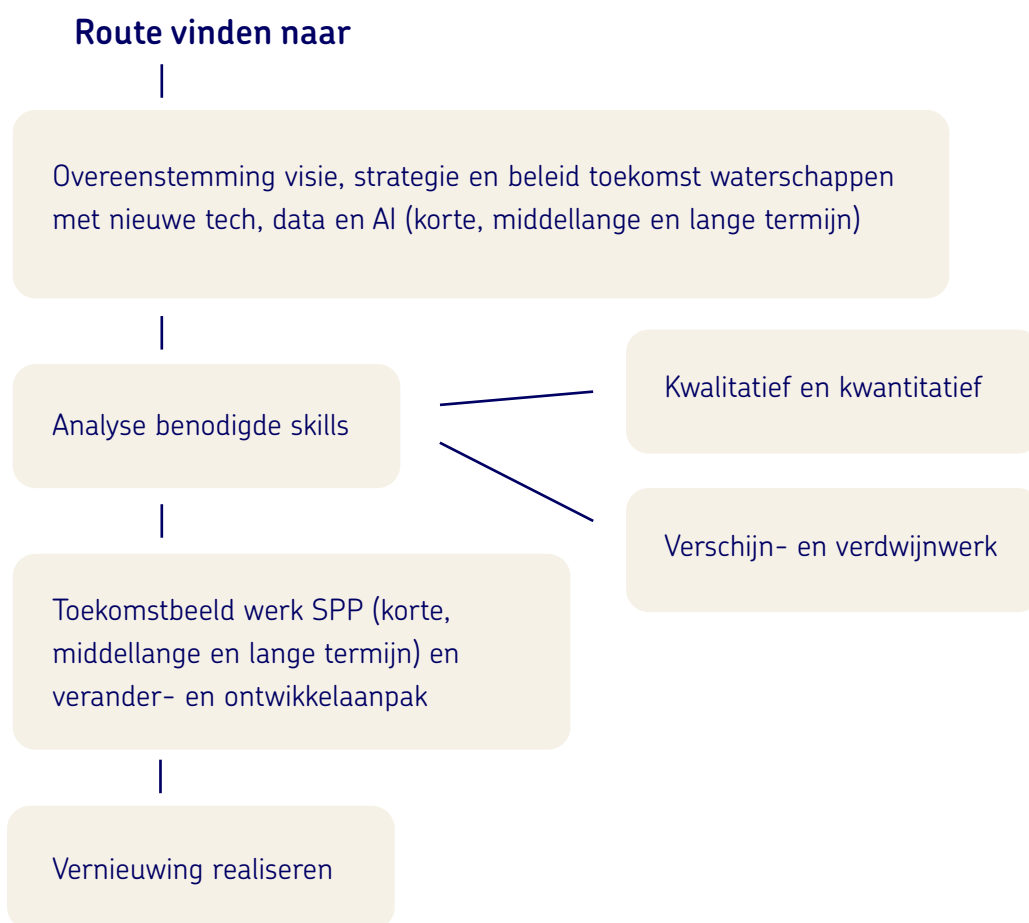 Route vinden naar
Overeenstemming visie, strategie en beleid toekomst waterschappen
met nieuwe tech, data en AI (korte, middellange en lange termijn)
Analyse benodigde skills
Kwalitatief en kwantitatief
Verschijn- en verdwijnwerk
Toekomstbeeld werk SPP (korte,
middellange en lange termijn) en
verander- en ontwikkelaanpak
Vernieuwing realiseren